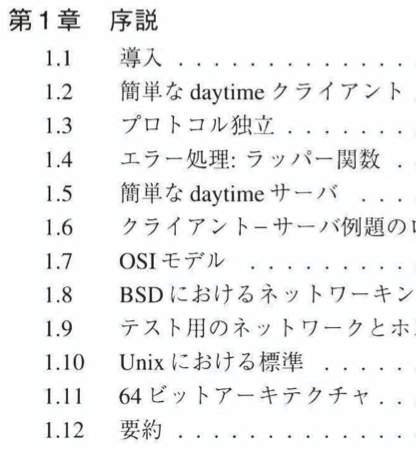 第1章 序説
1.1 導入 . . . . . . . . . . . . . .
1.2 簡単な daytime クライアント .
1.3 プロトコル独立 . . . . . . . .
1.4 エラー処理: ラッパー関数 . .
1.5 簡単な daytime サーバ . . . .
1.6 クライアント−サーバ例題の
1.7 OSI モデル . . . . . . . . . .
1.8 BSD におけるネットワーキン
1.9 テスト用のネットワークとホ
1.10 Unix における標準 . . . . . .
1.11 64 ビットアーキテクチャ . . .
1.12 要約 . . . . . . . . . . . . . .